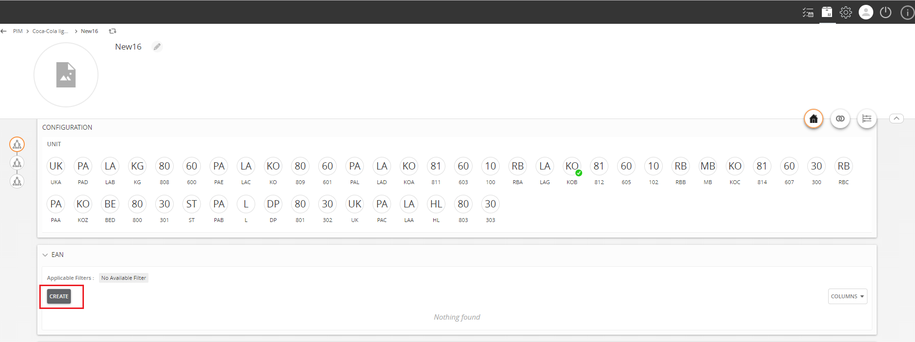 PIM > Coca-Cola lig... > New16
New16
CONFIGURATION
UNIT
UK PA LA KG 80 60 PA LA KO 80 60 PA LA KO 81 60 10 RB LA KO 81 60 10 RB MB KO 81 60 30 RB
UKA PAD LAB KG 808 600 PAE LAC KO 809 601 PAL LAD KOA 811 603 100 RBA LAG KOB 812 605 102 RBB MB KOC 814 607 300 RBC
PA KO BE 80 30 ST PA L DP 80 30 UK PA LA HL 80 30
PAA KOZ BED 800 301 ST PAB L DP 801 302 UK PAC LAA HL 803 303
EAN
Applicable Filters : No Available Filter
CREATE COLUMNS
Nothing found